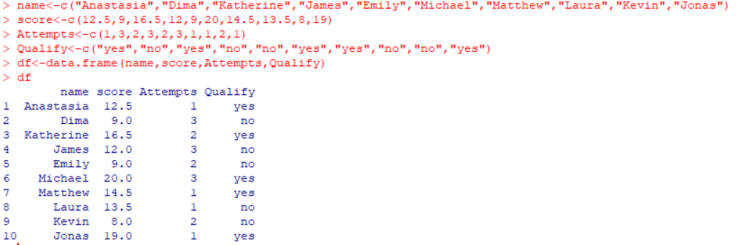 > name<-c("Anastasia","Dima","Katherine","James","Emily","Michael","Matthew","Laura","Kevin","Jonas")
> score<-c(12.5,9,16.5,12,9,20,14.5,13.5,8,19)
> Attempts<-c(1,3,2,3,2,3,1,1,2,1)
> Qualify<-c("yes","no","yes","no","no","yes","yes","no","no","yes")
> df<-data.frame(name,score,Attempts,Qualify)
> df
        name score Attempts Qualify
1  Anastasia  12.5        1     yes
2       Dima   9.0        3      no
3  Katherine  16.5        2     yes
4      James  12.0        3      no
5      Emily   9.0        2      no
6    Michael  20.0        3     yes
7    Matthew  14.5        1     yes
8      Laura  13.5        1      no
9      Kevin   8.0        2      no
10     Jonas  19.0        1     yes